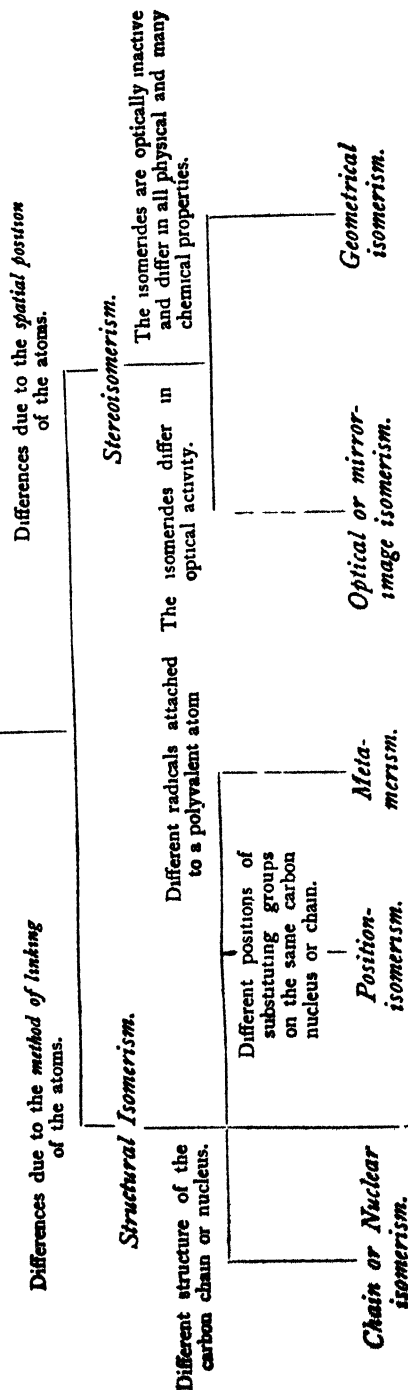 Differences due to the method of linking
of the atoms.
Differences due to the spatial position
of the atoms.
Structural Isomerism.
Stereoisomerism.
Different structure of the
carbon chain or nucleus.
Different radicals attached
to a polyvalent atom
The isomerides differ in
optical activity.
The isomerides are optically inactive
and differ in all physical and many
chemical properties.
Different positions of
substituting groups
on the same carbon
nucleus or chain.
Chain or Nuclear
isomerism.
Position-
isomerism.
Meta-
merism.
Optical or mirror-
image isomerism.
Geometrical
isomerism.